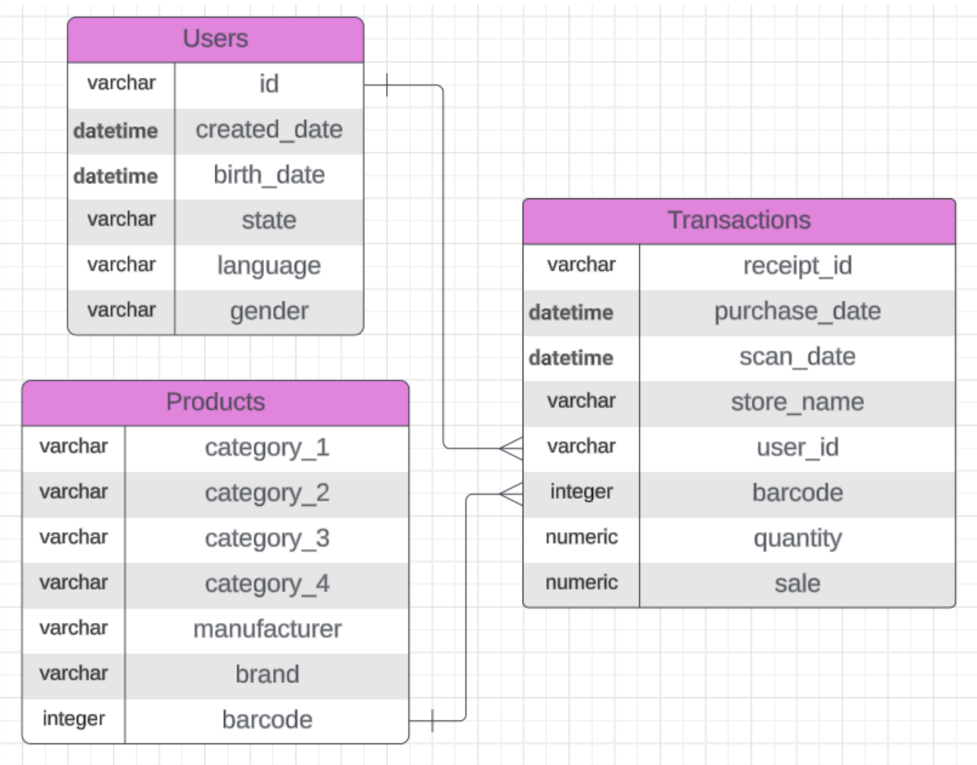 Users
varchar id
datetime created_date
datetime birth_date
varchar state
varchar language
varchar gender
Products
varchar category_1
varchar category_2
varchar category_3
varchar category_4
varchar manufacturer
varchar brand
integer barcode
Transactions
varchar receipt_id
datetime purchase_date
datetime scan_date
varchar store_name
varchar user_id
integer barcode
numeric quantity
numeric sale